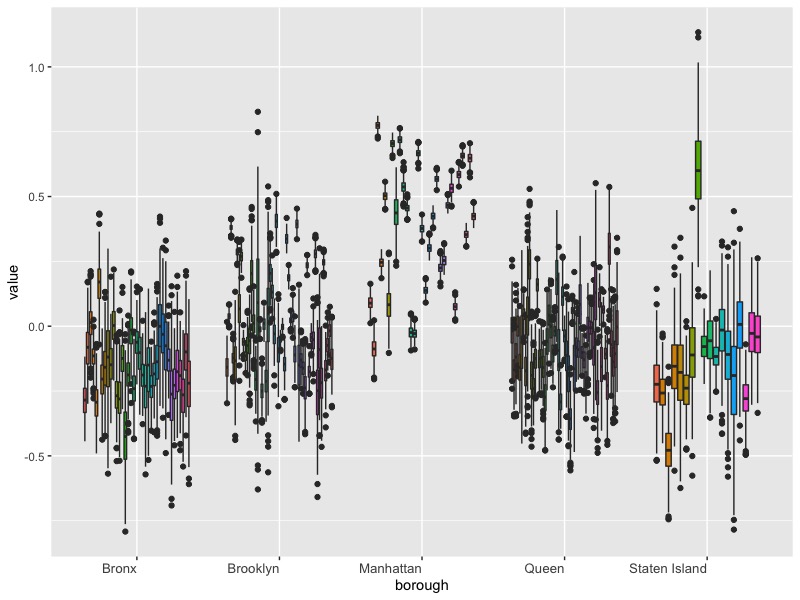 1.0
0.5
0.0
-0.5
value
Bronx
Brooklyn
Manhattan
Queen
Staten Island
borough